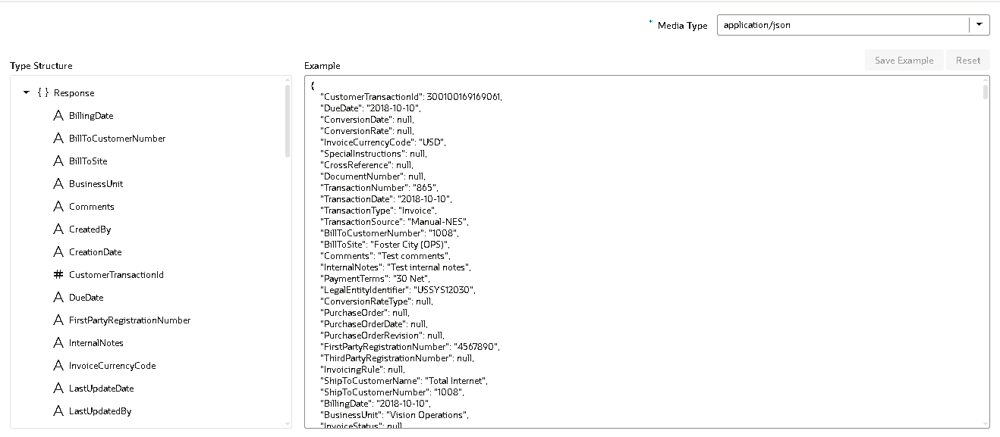 * Media Type application/json
Save Example Reset
Type Structure
Response
BillingDate
BillToCustomerNumber
BillToSite
BusinessUnit
Comments
CreatedBy
CreationDate
CustomerTransactionId
DueDate
FirstPartyRegistrationNumber
InternalNotes
InvoiceCurrencyCode
LastUpdateDate
LastUpdatedBy
Example
{
"CustomerTransactionId": 300100169169061,
"DueDate": "2018-10-10",
"ConversionDate": null,
"ConversionRate": null,
"InvoiceCurrencyCode": "USD",
"SpecialInstructions": null,
"CrossReference": null,
"DocumentNumber": null,
"TransactionNumber": "865",
"TransactionDate": "2018-10-10",
"TransactionType": "Invoice",
"TransactionSource": "Manual-NES",
"BillToCustomerNumber": "1008",
"BillToSite": "Foster City (OPS)",
"Comments": "Test comments",
"InternalNotes": "Test internal notes",
"PaymentTerms": "30 Net",
"LegalEntityIdentifier": "USSYS12030",
"ConversionRateType": null,
"PurchaseOrder": null,
"PurchaseOrderDate": null,
"PurchaseOrderRevision": null,
"FirstPartyRegistrationNumber": "4567890",
"ThirdPartyRegistrationNumber": null,
"InvoicingRule": null,
"ShipToCustomerName": "Total Internet",
"ShipToCustomerNumber": "1008",
"BillingDate": "2018-10-10",
"BusinessUnit": "Vision Operations",
"InvoiceStatus": null,